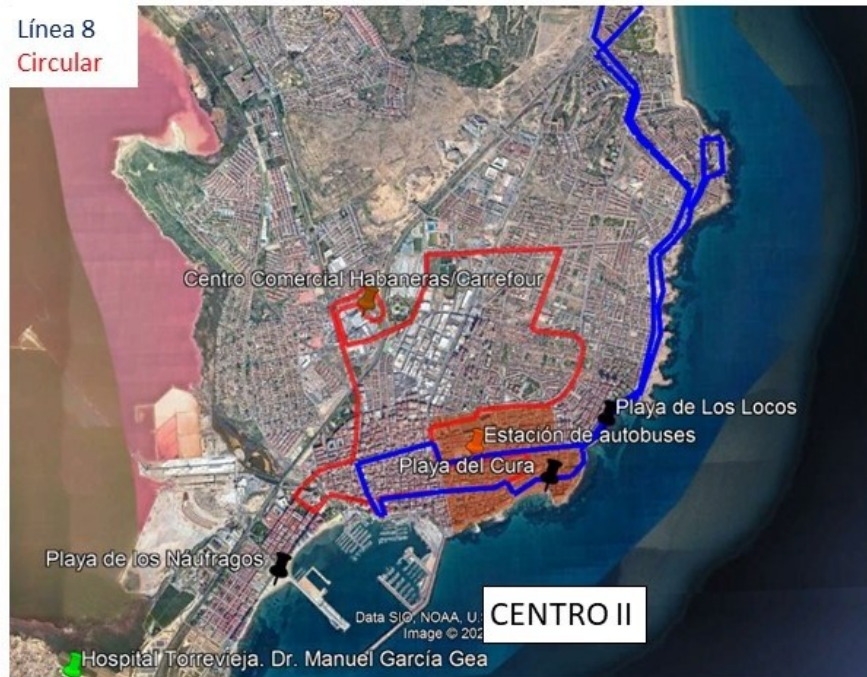 Línea 8
Circular
Centro Comercial Habaneras/Carrefour
Playa de Los Locos
Estación de autobuses
Playa del Cura
Playa de los Náufragos
Data SIO, NOAA, U.S
Image © 202
CENTRO II
Hospital Torrevieja. Dr. Manuel García Gea